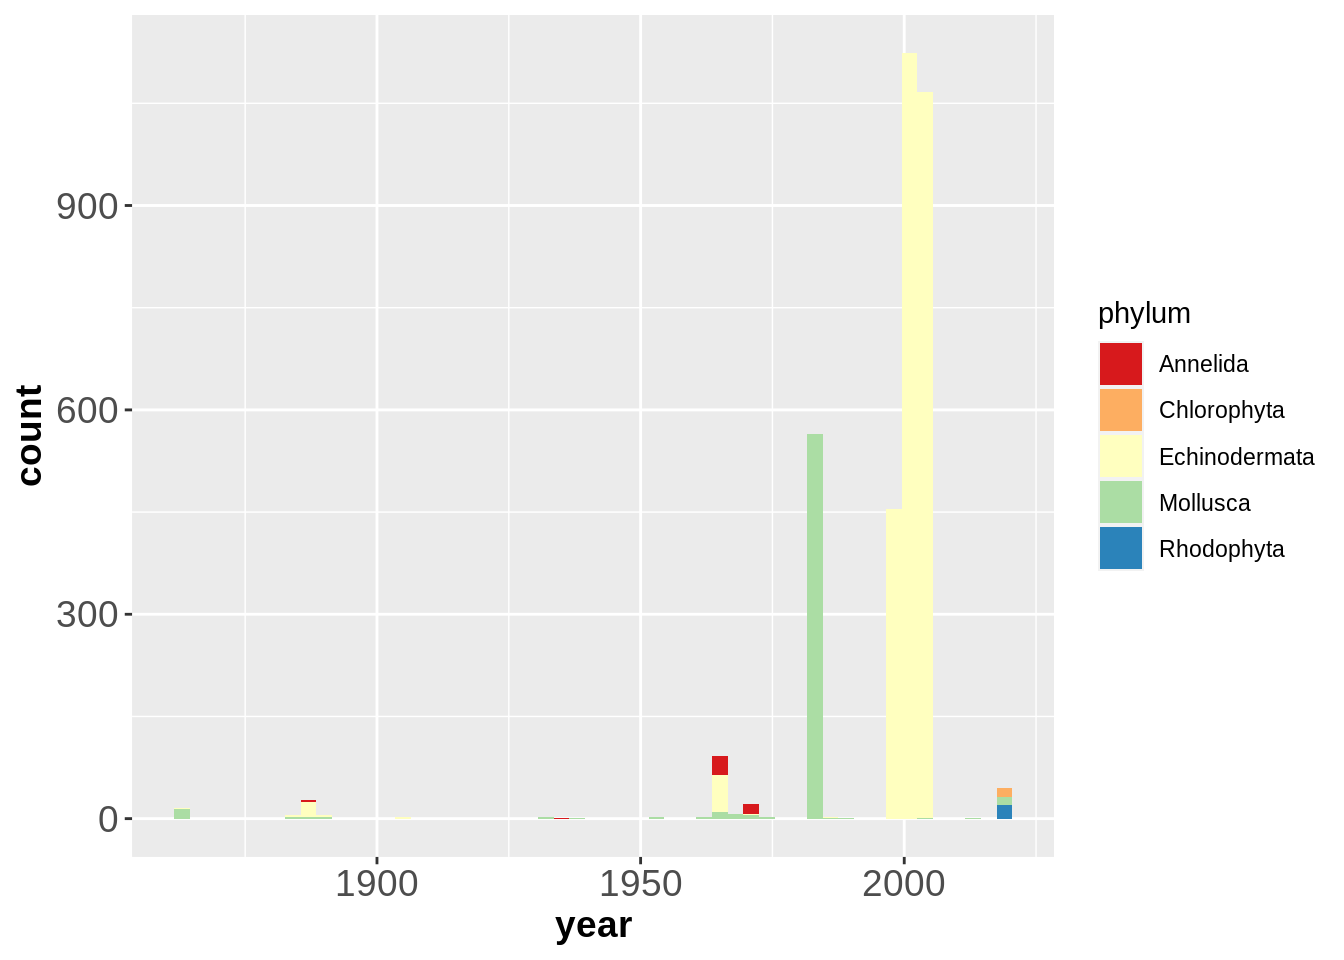 900
600
300
0
count
1900 1950 2000
year
phylum
Annelida
Chlorophyta
Echinodermata
Mollusca
Rhodophyta